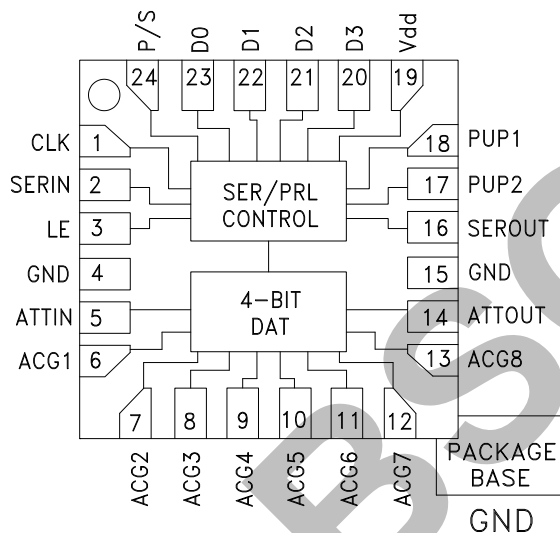 P/S D0 D1 D2 D3 Vdd
24 23 22 21 20 19
CLK 1 18 PUP1
SERIN 2 17 PUP2
SER/PRL
CONTROL
LE 3 16 SEROUT
GND 4 15 GND
4-BIT
DAT
ATTIN 5 14 ATTOUT
ACG1 6 13 ACG8
7 8 9 10 11 12
ACG2 ACG3 ACG4 ACG5 ACG6 ACG7
PACKAGE
BASE
GND